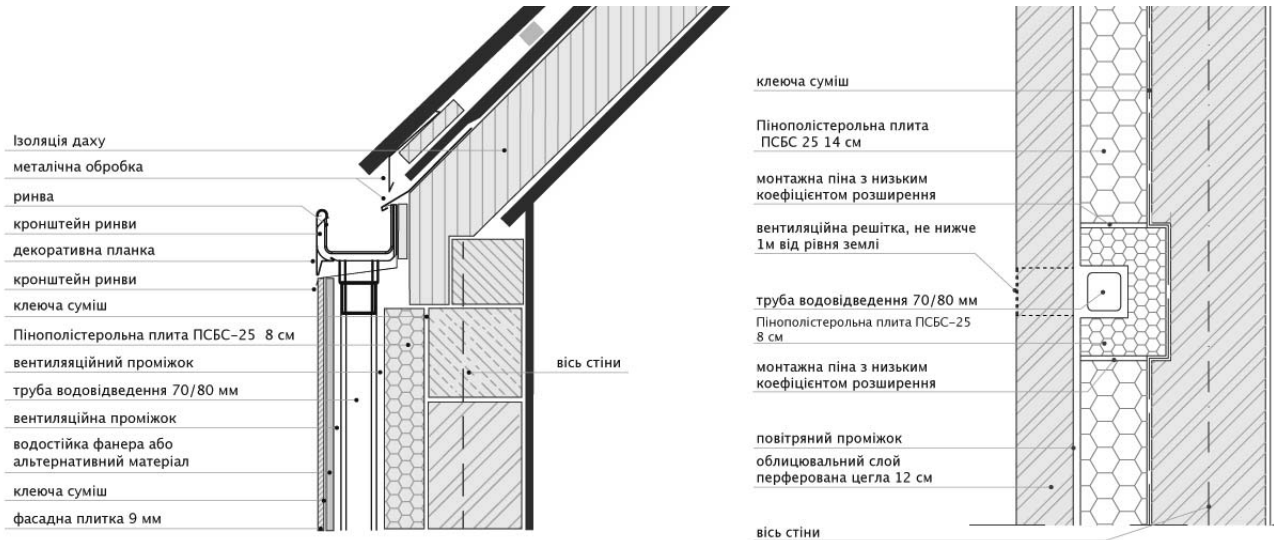 Ізоляція даху
металічна обробка
ринва
кронштейн ринви
декоративна планка
кронштейн ринви
клеюча суміш
Пінополістерольна плита ПСБС-25 8 см
вентиляяційний проміжок
труба водовідведення 70/80 мм
вентиляційна проміжок
водостійка фанера або
альтернативний матеріал
клеюча суміш
фасадна плитка 9 мм
вісь стіни
клеюча суміш
Пінополістерольна плита
ПСБС 25 14 см
монтажна піна з низьким
коефіцієнтом розширення
вентиляційна решітка, не нижче
1м від рівня землі
труба водовідведення 70/80 мм
Пінополістерольна плита ПСБС-25
8 см
монтажна піна з низьким
коефіцієнтом розширення
повітряний проміжок
облицювальний слой
перферована цегла 12 см
вісь стіни